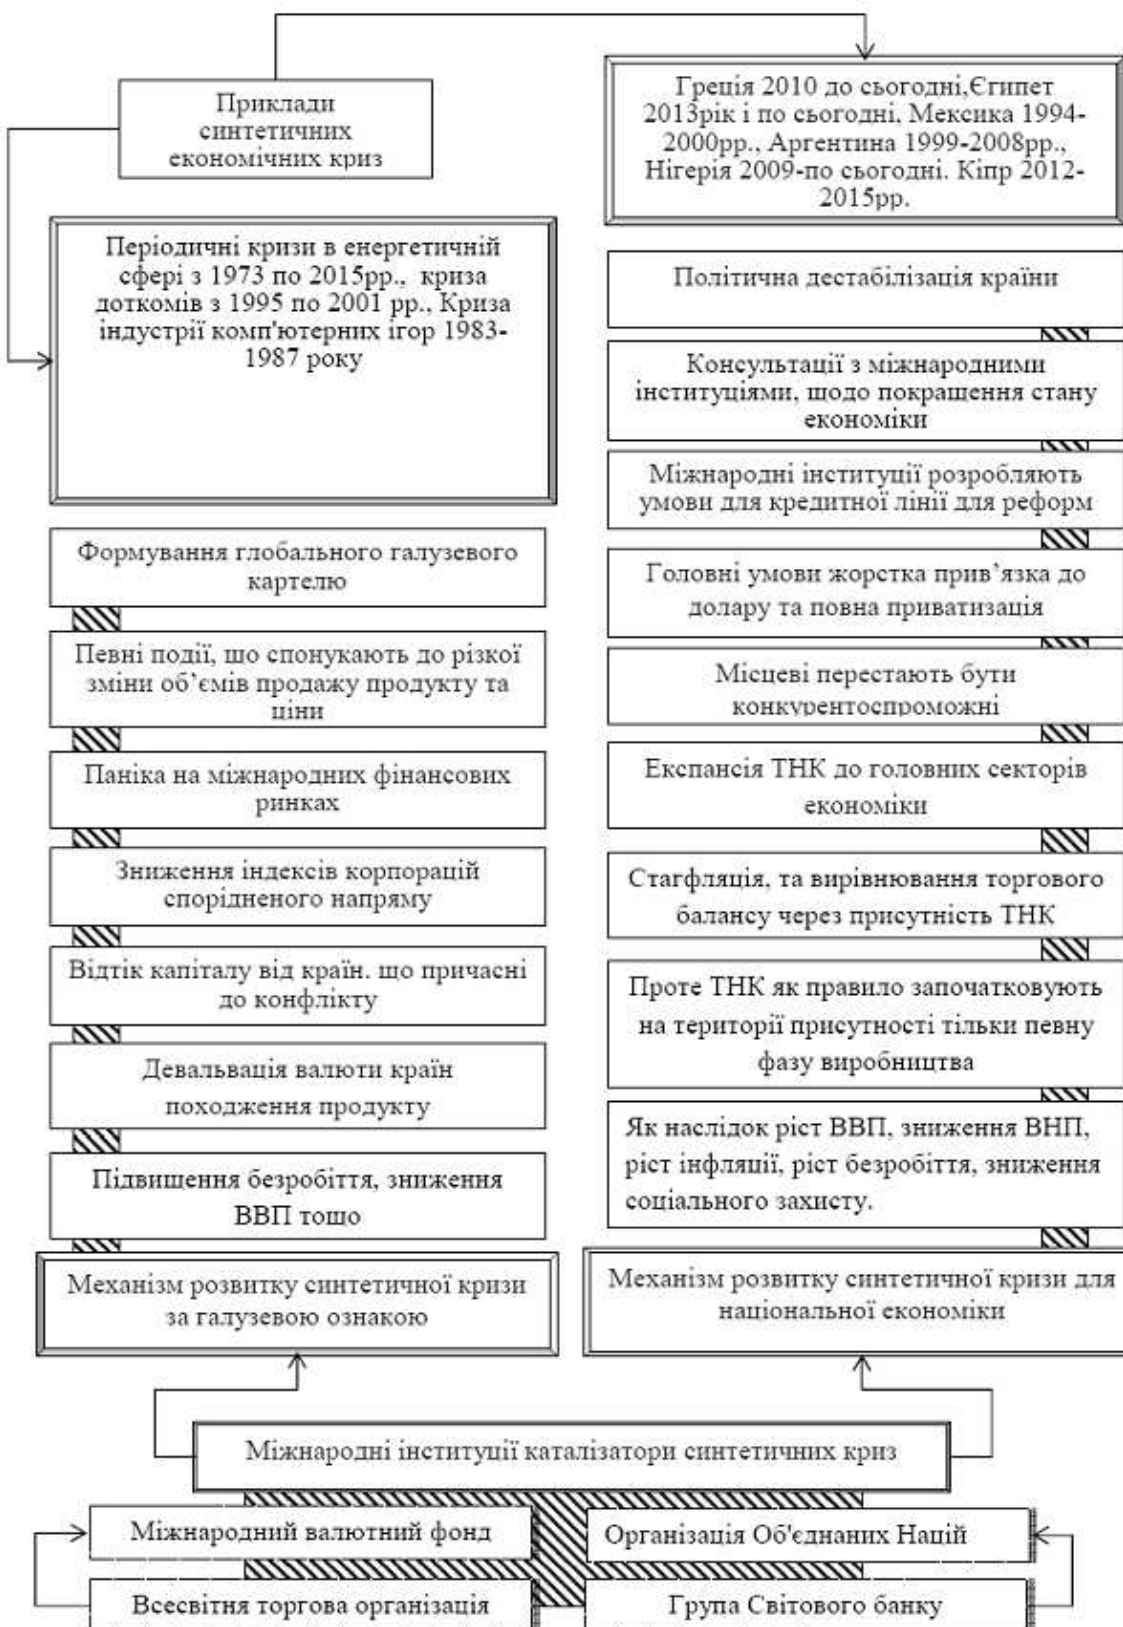 Приклади
синтетичних
економічних криз
Греція 2010 до сьогодні,Єгипет
2013рік і по сьогодні, Мексика 1994-
2000рр., Аргентина 1999-2008рр.,
Нігерія 2009-по сьогодні. Кіпр 2012-
2015рр.
Періодичні кризи в енергетичній
сфері з 1973 по 2015рр.,  криза
доткомів з 1995 по 2001 рр., Криза
індустрії комп'ютерних ігор 1983-
1987 року
Формування глобального галузевого
картелю
Певні події, що спонукають до різкої
зміни об’ємів продажу продукту та
ціни
Паніка на міжнародних фінансових
ринках
Зниження індексів корпорацій
спорідненого напряму
Відтік капіталу від країн. що причасні
до конфлікту
Девальвація валюти країн
походження продукту
Підвищення безробіття, зниження
ВВП тощо
Механізм розвитку синтетичної кризи
за галузевою ознакою
Політична дестабілізація країни
Консультації з міжнародними
інституціями, щодо покращення стану
економіки
Міжнародні інституції розробляють
умови для кредитної лінії для реформ
Головні умови жорстка прив’язка до
долару та повна приватизація
Місцеві перестають бути
конкурентоспроможні
Експансія ТНК до головних секторів
економіки
Стагфляція, та вирівнювання торгового
балансу через присутність ТНК
Проте ТНК як правило започатковують
на території присутності тільки певну
фазу виробництва
Як наслідок ріст ВВП, зниження ВНП,
ріст інфляції, ріст безробіття, зниження
соціального захисту.
Механізм розвитку синтетичної кризи для
національної економіки
Міжнародні інституції каталізатори синтетичних криз
Міжнародний валютний фонд
Організація Об'єднаних Націй
Всесвітня торгова організація
Група Світового банку